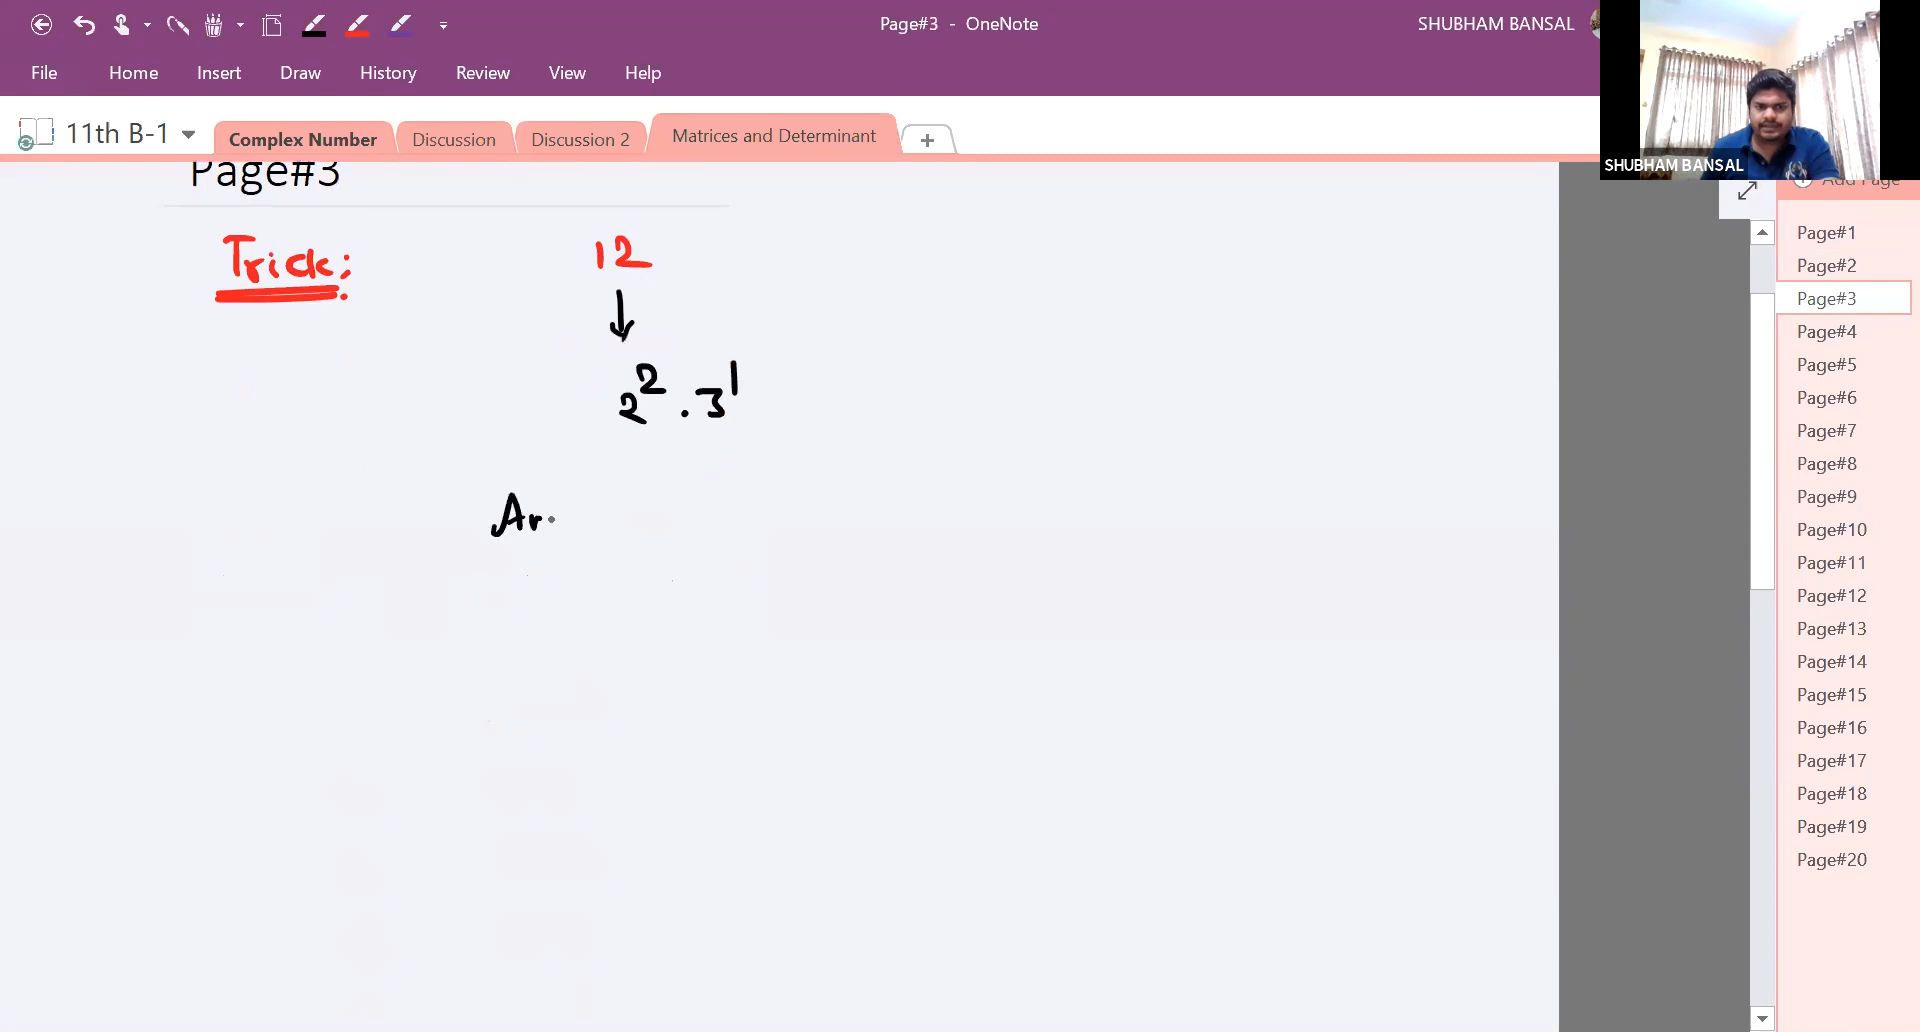 Page#3 - OneNote
SHUBHAM BANSAL
File Home Insert Draw History Review View Help
11th B-1
Complex Number
Discussion
Discussion 2
Matrices and Determinant
+
SHUBHAM BANSAL
Page#3
Add Page
Trick:
12
↓
2² . 3¹
Ar
Page#1
Page#2
Page#3
Page#4
Page#5
Page#6
Page#7
Page#8
Page#9
Page#10
Page#11
Page#12
Page#13
Page#14
Page#15
Page#16
Page#17
Page#18
Page#19
Page#20